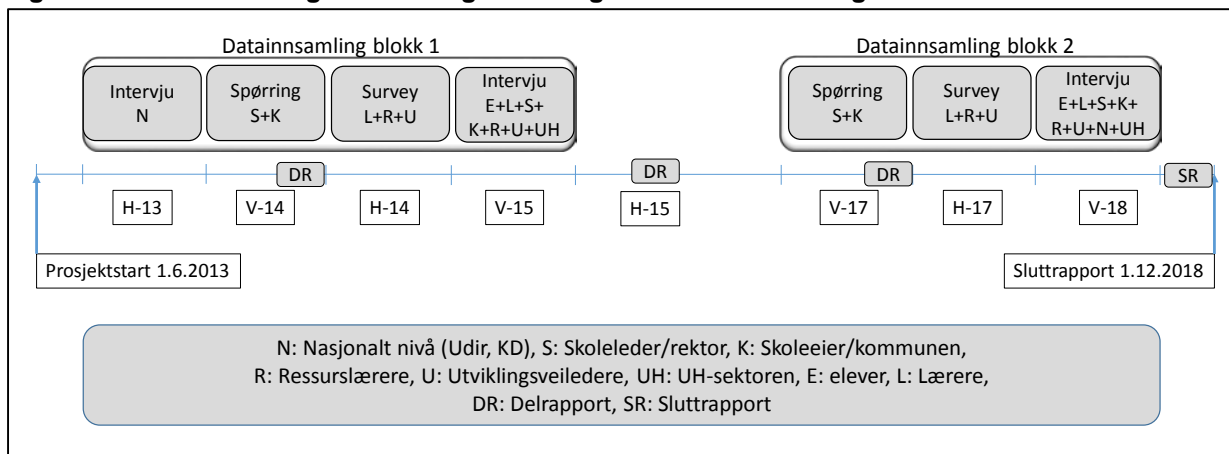 Datainnsamling blokk 1
Datainnsamling blokk 2
Intervju
N
Spørring
S+K
Survey
L+R+U
Intervju
E+L+S+
K+R+U+UH
Spørring
S+K
Survey
L+R+U
Intervju
E+L+S+K+
R+U+N+UH
DR
DR
DR
SR
H-13
V-14
H-14
V-15
H-15
V-17
H-17
V-18
Prosjektstart 1.6.2013
Sluttrapport 1.12.2018
N: Nasjonalt nivå (Udir, KD), S: Skoleleder/rektor, K: Skoleeier/kommunen,
R: Ressurslærere, U: Utviklingsveiledere, UH: UH-sektoren, E: elever, L: Lærere,
DR: Delrapport, SR: Sluttrapport